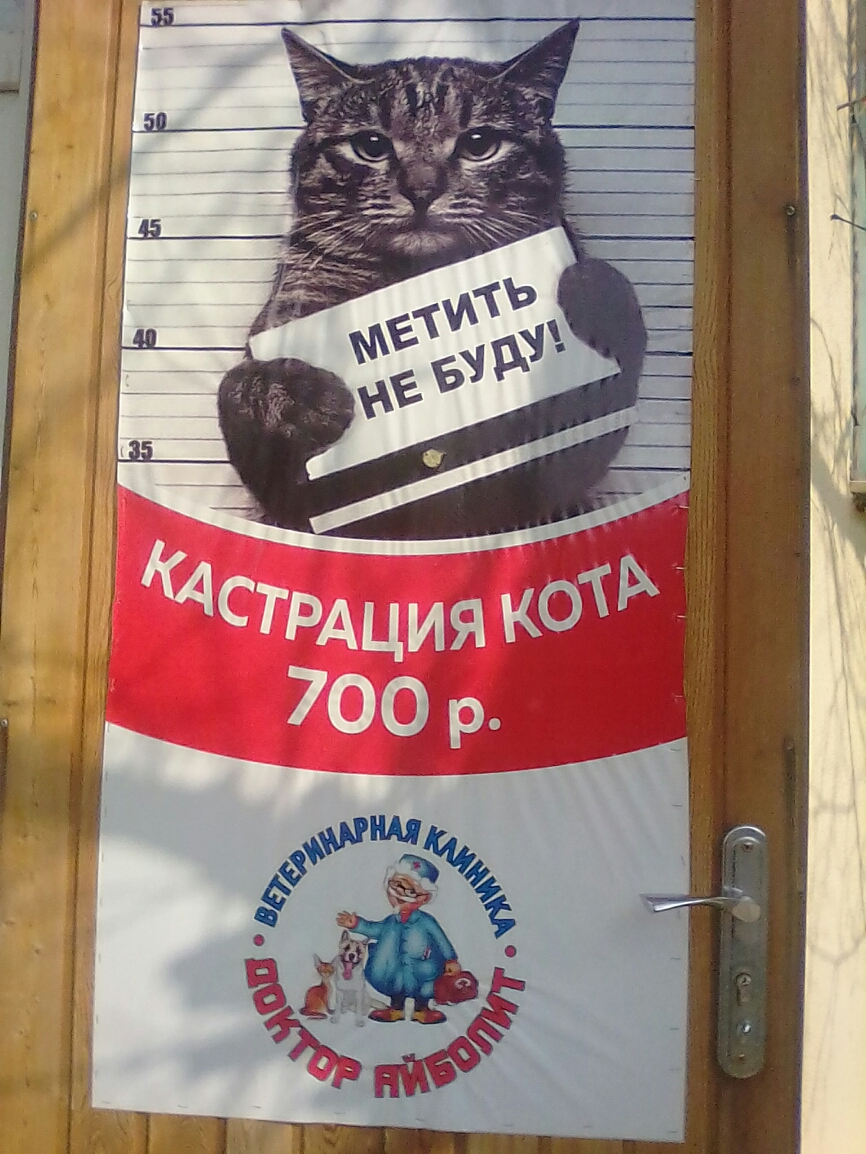 55
50
45
40
35
МЕТИТЬ
НЕ БУДУ!
КАСТРАЦИЯ КОТА
700 р.
ВЕТЕРИНАРНАЯ КЛИНИКА
ДОКТОР АЙБОЛИТ